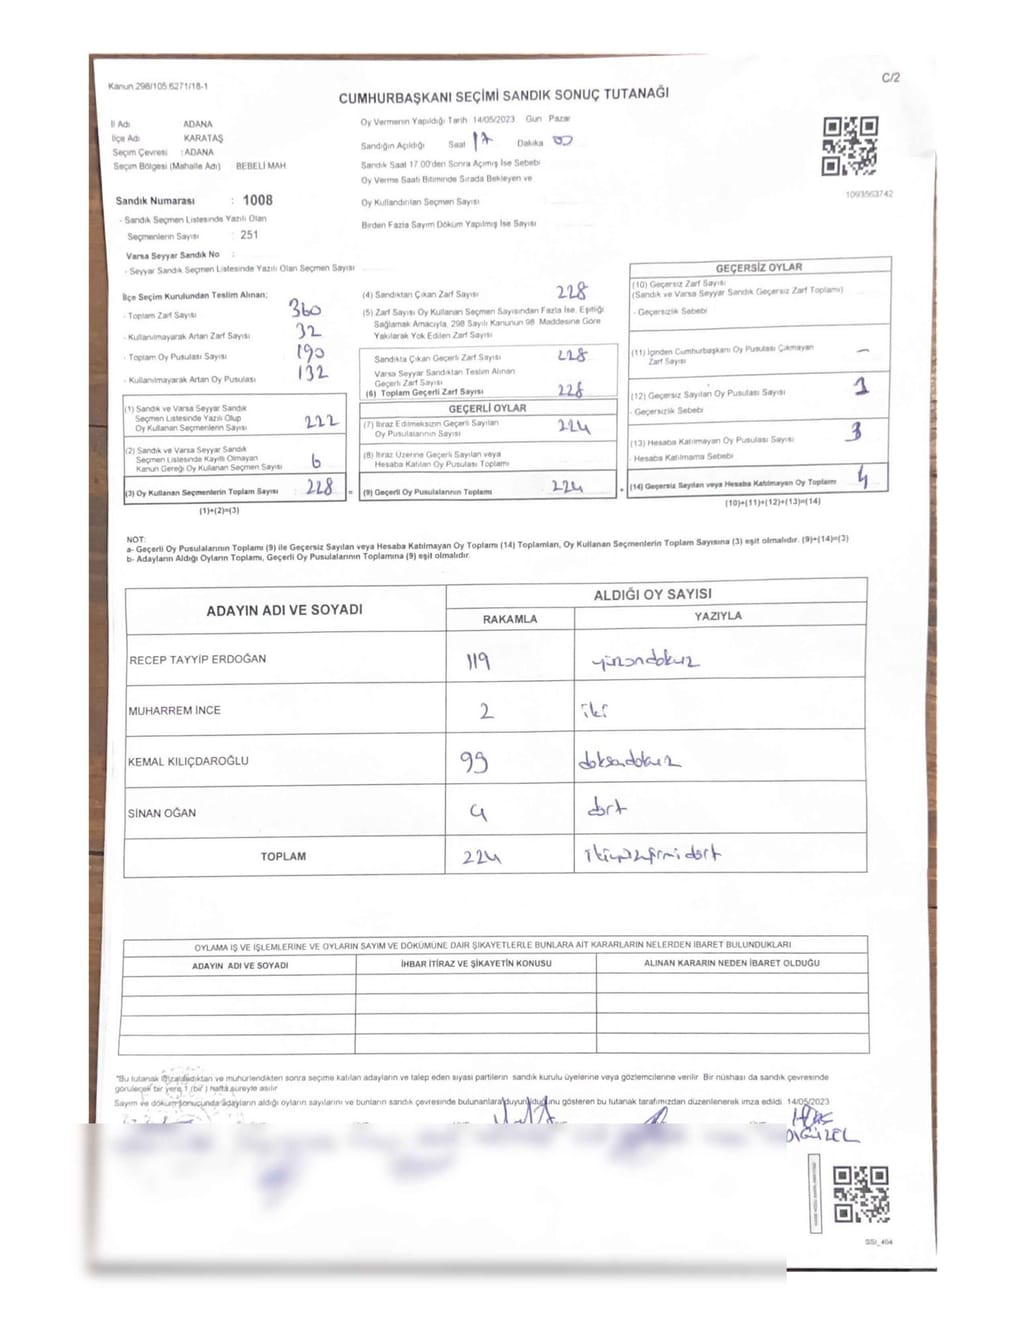 Kanun 298/105 6271/18-1
C/2
CUMHURBAŞKANI SEÇİMİ SANDIK SONUÇ TUTANAĞI
İl Adı ADANA
İlçe Adı KARATAŞ
Seçim Çevresi : ADANA
Seçim Bölgesi (Mahalle Adı) : BEBELİ MAH
Oy Vermenin Yapıldığı Tarih 14/05/2023 Gün Pazar
Sandığın Açıldığı Saat 17 Dakika 00
Sandık Saat 17.00'den Sonra Açılmış İse Sebebi
Oy Verme Saati Bitiminde Sırada Bekleyen ve
Oy Kullandırılan Seçmen Sayısı
Birden Fazla Sayım Döküm Yapılmış İse Sayısı
1093563742
Sandık Numarası : 1008
- Sandık Seçmen Listesinde Yazılı Olan
Seçmenlerin Sayısı : 251
Varsa Seyyar Sandık No :
- Seyyar Sandık Seçmen Listesinde Yazılı Olan Seçmen Sayısı
İlçe Seçim Kurulundan Teslim Alınan;
- Toplam Zarf Sayısı 360
- Kullanılmayarak Artan Zarf Sayısı 32
- Toplam Oy Pusulası Sayısı 190
- Kullanılmayarak Artan Oy Pusulası 132
(1) Sandık ve Varsa Seyyar Sandık
Seçmen Listesinde Yazılı Olup
Oy Kullanan Seçmenlerin Sayısı 222
(2) Sandık ve Varsa Seyyar Sandık
Seçmen Listesinde Kayıtlı Olmayan
Kanun Gereği Oy Kullanan Seçmen Sayısı 6
(3) Oy Kullanan Seçmenlerin Toplam Sayısı 228
(1)+(2)=(3)
(4) Sandıktan Çıkan Zarf Sayısı 228
(5) Zarf Sayısı Oy Kullanan Seçmen Sayısından Fazla İse, Eşitliği
Sağlamak Amacıyla, 298 Sayılı Kanunun 98. Maddesine Göre
Yakılarak Yok Edilen Zarf Sayısı
Sandıkta Çıkan Geçerli Zarf Sayısı 228
Varsa Seyyar Sandıktan Teslim Alınan
Geçerli Zarf Sayısı
(6) Toplam Geçerli Zarf Sayısı 228
GEÇERLİ OYLAR
(7) İtiraz Edilmeksizin Geçerli Sayılan
Oy Pusulalarının Sayısı 224
(8) İtiraz Üzerine Geçerli Sayılan veya
Hesaba Katılan Oy Pusulası Toplamı
= (9) Geçerli Oy Pusulalarının Toplamı 224
GEÇERSİZ OYLAR
(10) Geçersiz Zarf Sayısı
(Sandık ve Varsa Seyyar Sandık Geçersiz Zarf Toplamı)
- Geçersizlik Sebebi
(11) İçinden Cumhurbaşkanı Oy Pusulası Çıkmayan
Zarf Sayısı –
(12) Geçersiz Sayılan Oy Pusulası Sayısı 1
- Geçersizlik Sebebi
(13) Hesaba Katılmayan Oy Pusulası Sayısı 3
- Hesaba Katılmama Sebebi
+ (14) Geçersiz Sayılan veya Hesaba Katılmayan Oy Toplamı 4
(10)+(11)+(12)+(13)=(14)
NOT:
a- Geçerli Oy Pusulalarının Toplamı (9) ile Geçersiz Sayılan veya Hesaba Katılmayan Oy Toplamı (14) Toplamları, Oy Kullanan Seçmenlerin Toplam Sayısına (3) eşit olmalıdır. (9)+(14)=(3)
b- Adayların Aldığı Oyların Toplamı, Geçerli Oy Pusulalarının Toplamına (9) eşit olmalıdır.
ADAYIN ADI VE SOYADI
ALDIĞI OY SAYISI
RAKAMLA YAZIYLA
RECEP TAYYİP ERDOĞAN 119 yüzondokuz
MUHARREM İNCE 2 iki
KEMAL KILIÇDAROĞLU 99 doksandokuz
SİNAN OĞAN 4 dört
TOPLAM 224 ikiyüzyirmidört
OYLAMA İŞ VE İŞLEMLERİNE VE OYLARIN SAYIM VE DÖKÜMÜNE DAİR ŞİKAYETLERLE BUNLARA AİT KARARLARIN NELERDEN İBARET BULUNDUKLARI
ADAYIN ADI VE SOYADI İHBAR İTİRAZ VE ŞİKAYETİN KONUSU ALINAN KARARIN NEDEN İBARET OLDUĞU
"Bu tutanak imzalandıktan ve mühürlendikten sonra seçime katılan adayların ve talep eden siyasi partilerin sandık kurulu üyelerine veya gözlemcilerine verilir. Bir nüshası da sandık çevresinde
görülecek bir yere 1 (bir) hafta süreyle asılır.
Sayım ve döküm sonucunda adayların aldığı oyların sayılarını ve bunların sandık çevresinde bulunanlara duyurulduğunu gösteren bu tutanak tarafımızdan düzenlenerek imza edildi. 14/05/2023
SSI_464